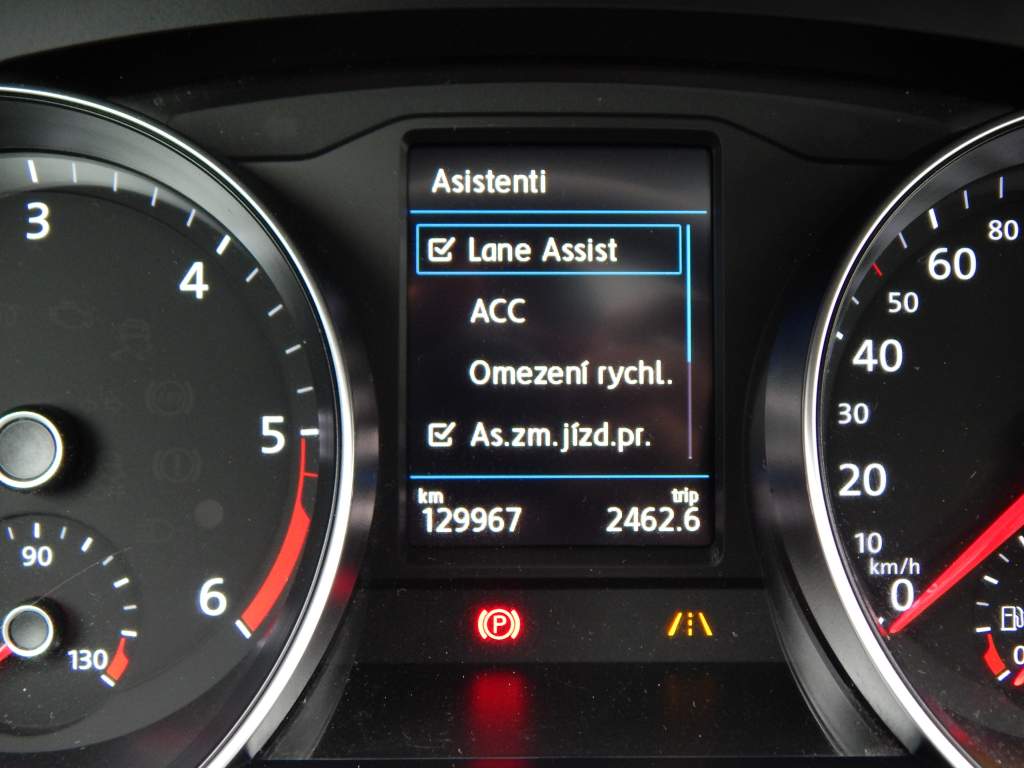 Asistenti
Lane Assist
ACC
Omezení rychl.
As.zm.jízd.pr.
km trip
129967 2462.6
3
4
5
6
90
130
P
80
60
50
40
30
20
10
km/h
0
0